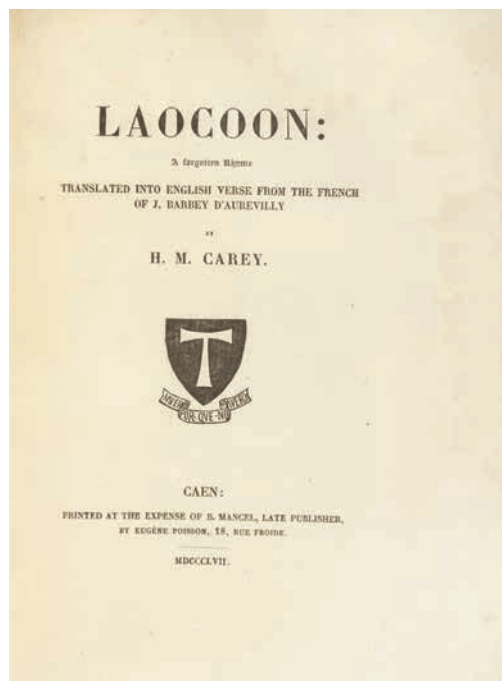 LAOCOON:
A forgotten Rhyme
TRANSLATED INTO ENGLISH VERSE FROM THE FRENCH
OF J. BARBEY D'AUREVILLY
BY
H. M. CAREY.
CAEN:
PRINTED AT THE EXPENSE OF B. MANCEL, LATE PUBLISHER,
BY EUGÈNE POISSON, 18, RUE FROIDE.
MDCCCLVII.